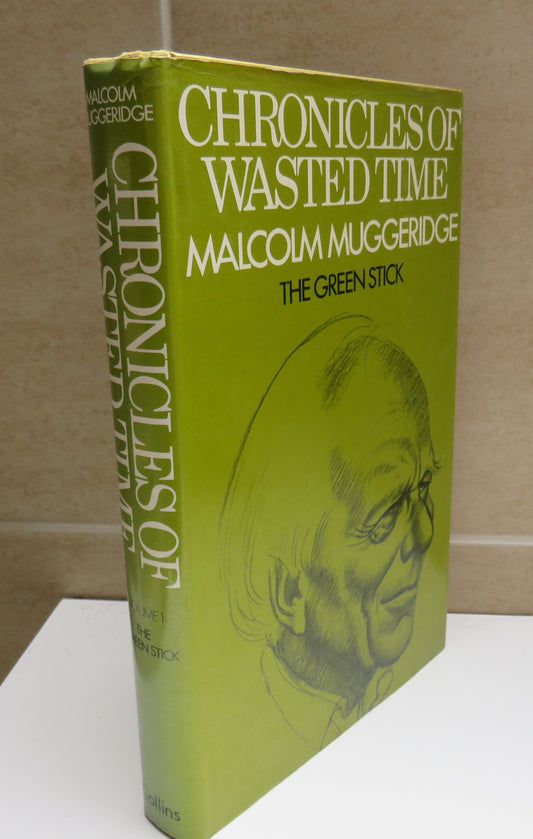 CHRONICLES OF
WASTED TIME
MALCOLM MUGGERIDGE
THE GREEN STICK
MALCOLM
MUGGERIDGE
CHRONICLES OF
WASTED TIME
VOLUME 1
THE
GREEN STICK
Collins